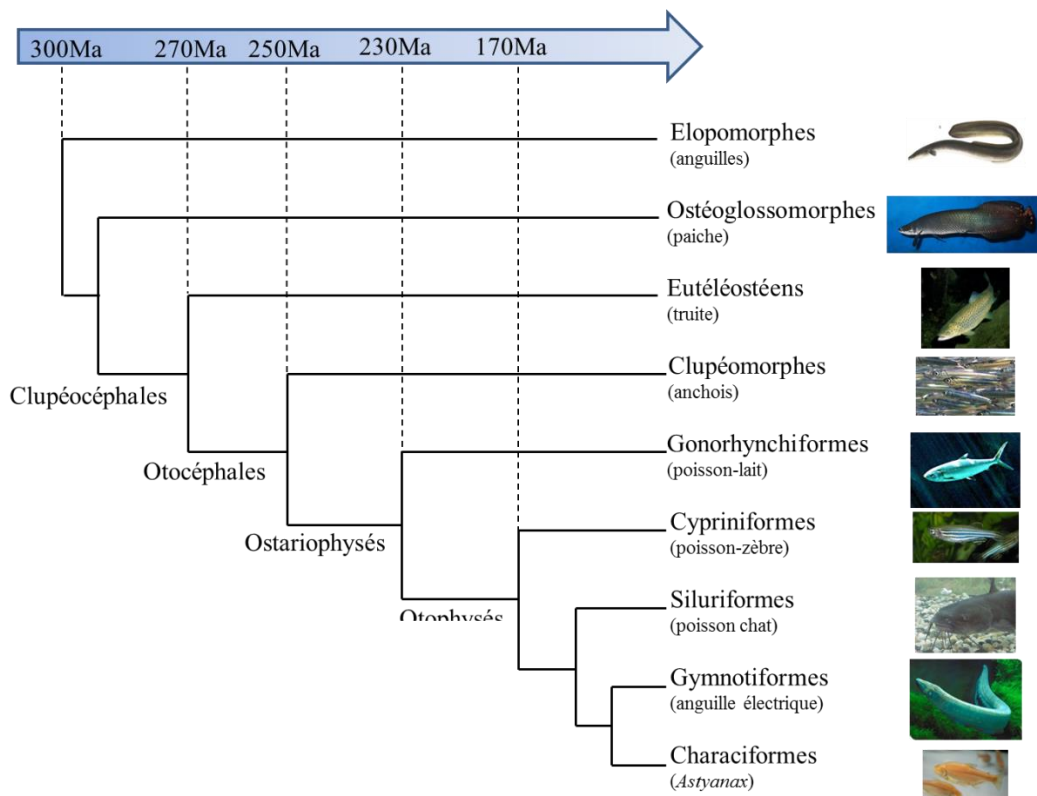 300Ma 270Ma 250Ma 230Ma 170Ma
Elopomorphes
(anguilles)
Ostéoglossomorphes
(paiche)
Eutéléostéens
(truite)
Clupéomorphes
(anchois)
Clupéocéphales
Gonorhynchiformes
(poisson-lait)
Otocéphales
Cypriniformes
(poisson-zèbre)
Ostariophysés
Siluriformes
(poisson chat)
Otophysés
Gymnotiformes
(anguille électrique)
Characiformes
(Astyanax)